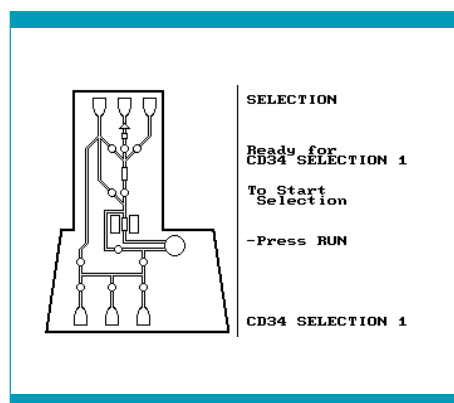 SELECTION
Ready for
CD34 SELECTION 1
To Start
Selection
-Press RUN
CD34 SELECTION 1